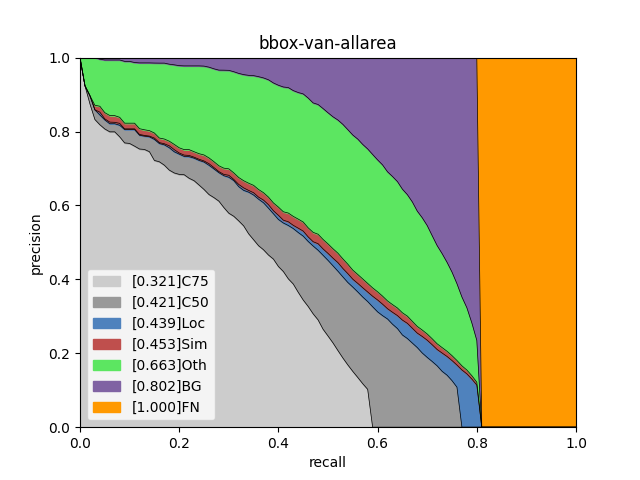 bbox-van-allarea
1.0
0.8
0.6
0.4
0.2
0.0
precision
[0.321]C75
[0.421]C50
[0.439]Loc
[0.453]Sim
[0.663]Oth
[0.802]BG
[1.000]FN
0.0 0.2 0.4 0.6 0.8 1.0
recall